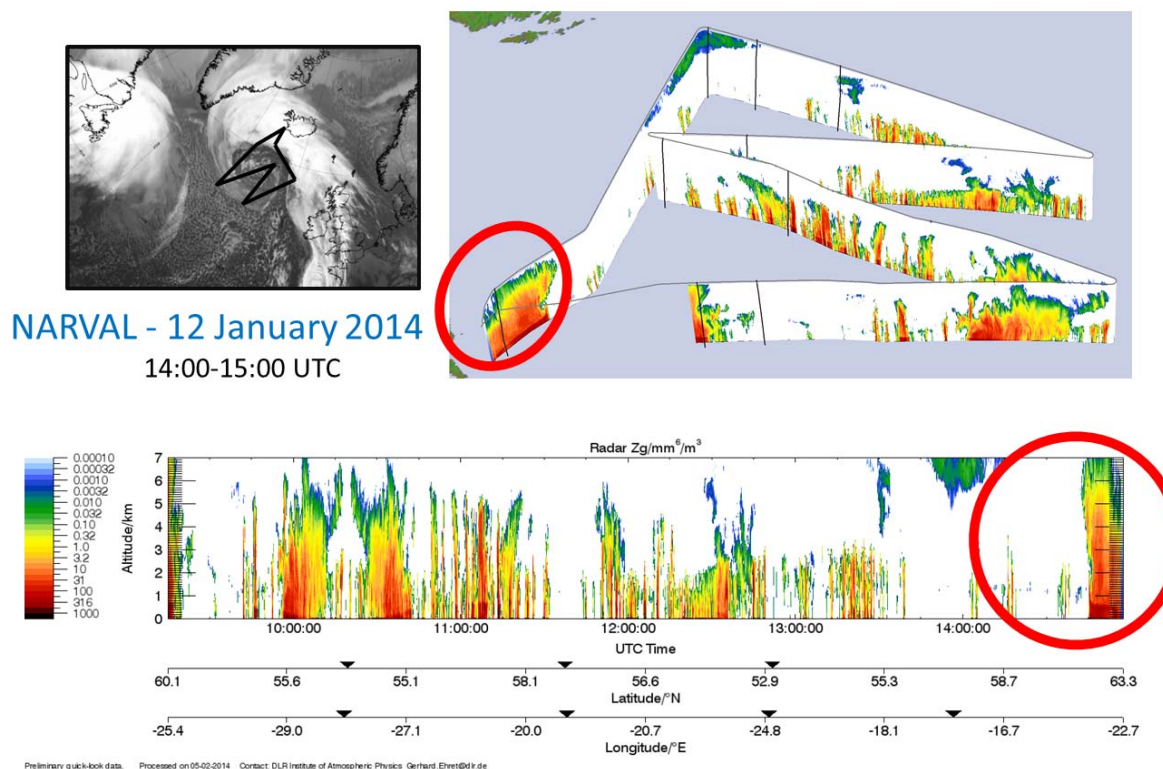 NARVAL - 12 January 2014
14:00-15:00 UTC
Radar Zg/mm⁶/m³
0.00010
0.00032
0.0010
0.0032
0.010
0.032
0.10
0.32
1.0
3.2
10
31
100
316
1000
Altitude/km
7
6
5
4
3
2
1
0
10:00:00 11:00:00 12:00:00 13:00:00 14:00:00
UTC Time
60.1 55.6 55.1 58.1 56.6 52.9 55.3 58.7 63.3
Latitude/°N
-25.4 -29.0 -27.1 -20.0 -20.7 -24.8 -18.1 -16.7 -22.7
Longitude/°E
Preliminary quick-look data. Processed on 05-02-2014 Contact: DLR Institute of Atmospheric Physics Gerhard.Ehret@dlr.de